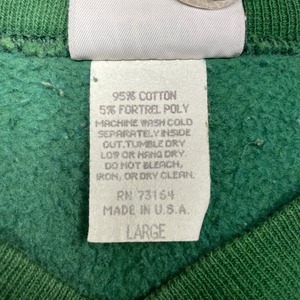 95% COTTON
5% FORTREL POLY
MACHINE WASH COLD
SEPARATELY INSIDE
OUT. TUMBLE DRY
LOW OR HANG DRY.
DO NOT BLEACH,
IRON, OR DRY CLEAN.
RN 73164
MADE IN U.S.A.
LARGE